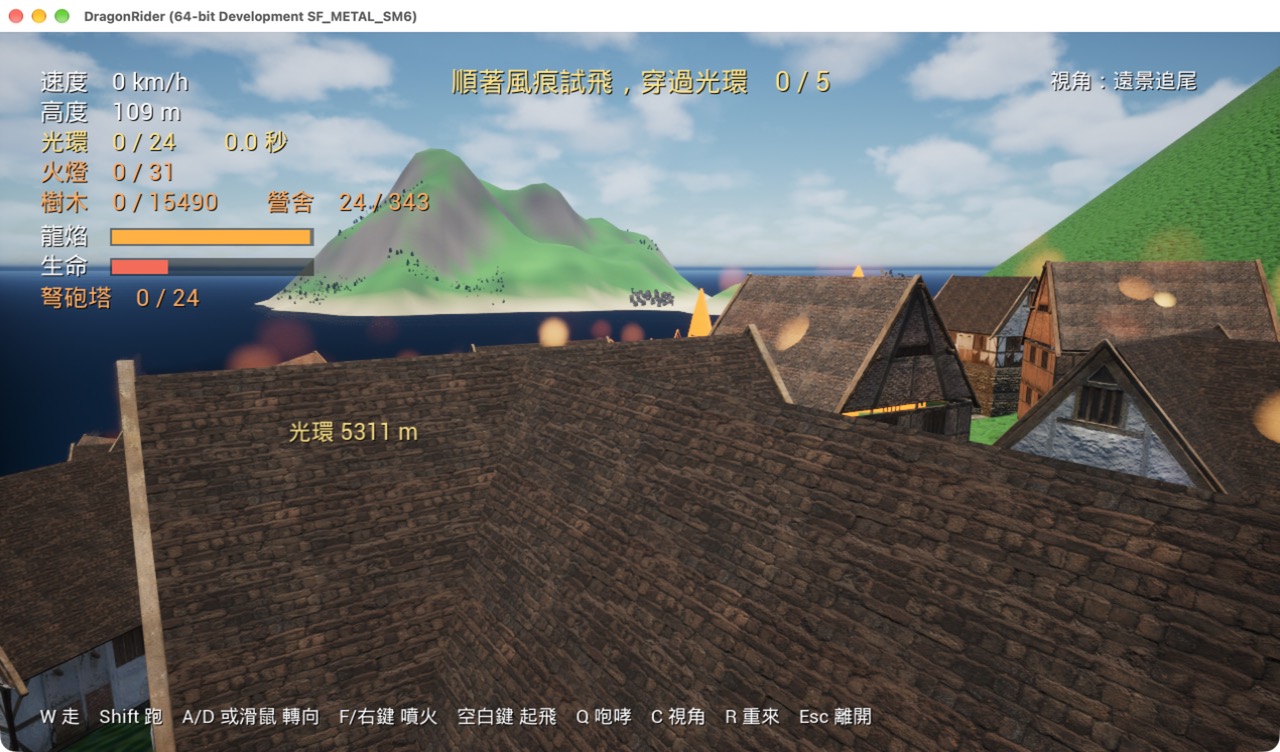 DragonRider (64-bit Development SF_METAL_SM6)
速度 0 km/h
順著風痕試飛，穿過光環 0 / 5
視角：遠景追尾
高度 109 m
光環 0 / 24 0.0 秒
火燈 0 / 31
樹木 0 / 15490 營舍 24 / 343
龍焰
生命
弩砲塔 0 / 24
光環 5311 m
W 走 Shift 跑 A/D 或滑鼠 轉向 F/右鍵 噴火 空白鍵 起飛 Q 咆哮 C 視角 R 重來 Esc 離開